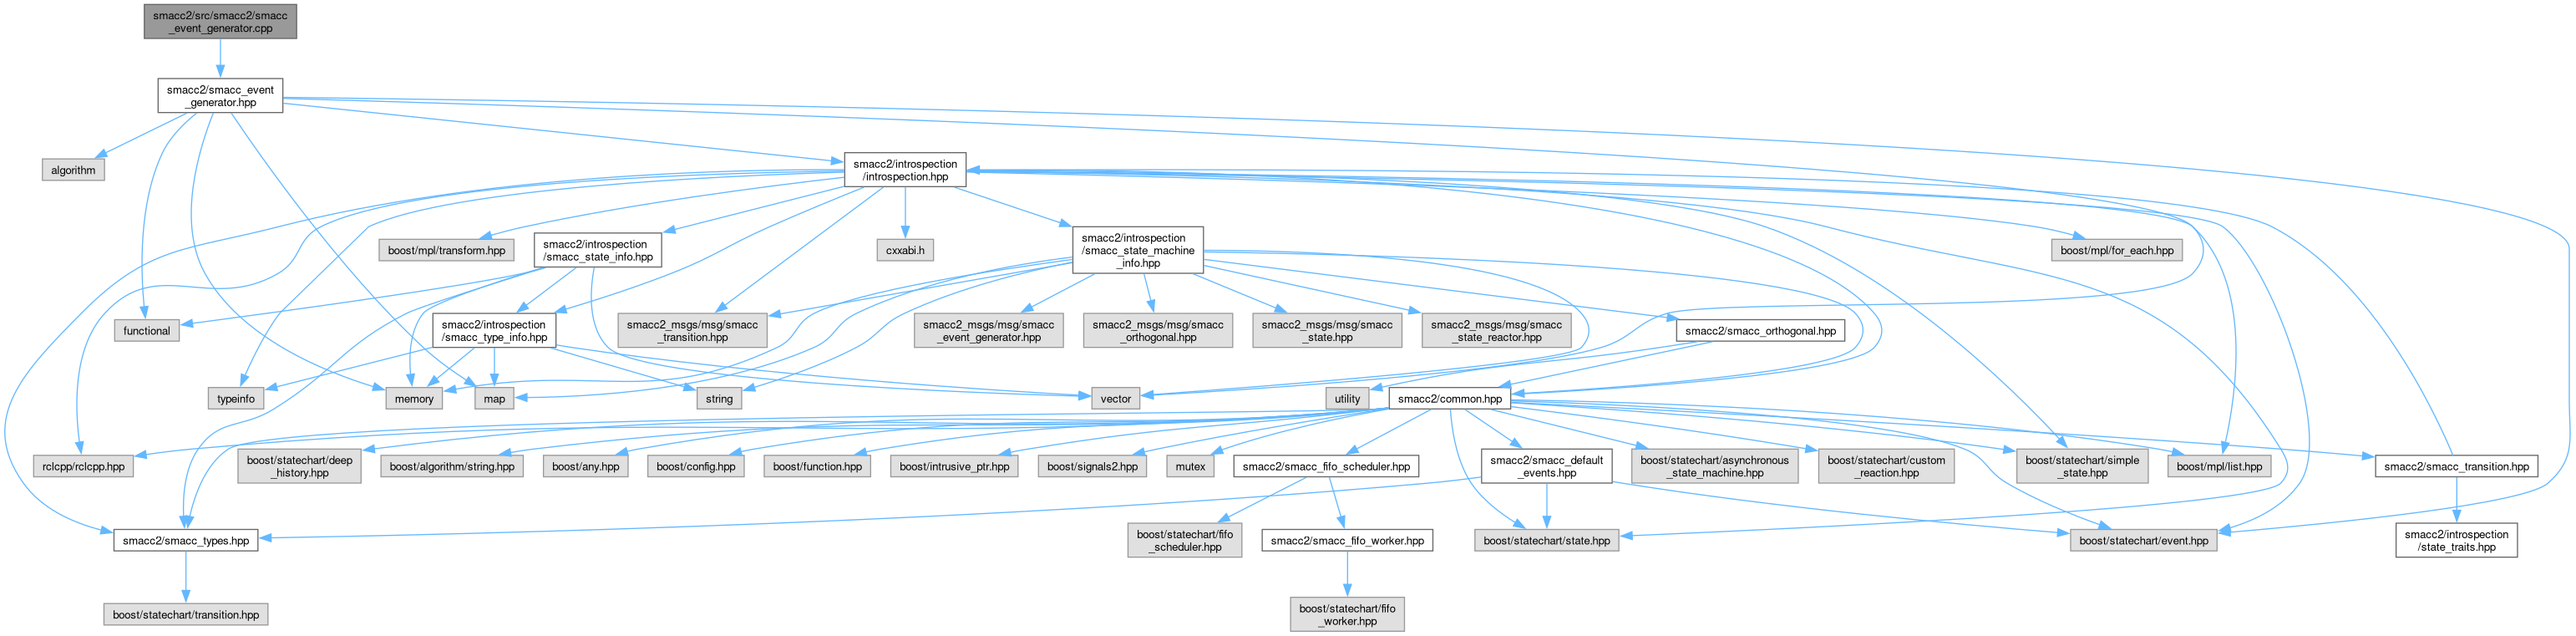 smacc2/src/smacc2/smacc
_event_generator.cpp
smacc2/smacc_event
_generator.hpp
algorithm
smacc2/introspection
/introspection.hpp
boost/mpl/transform.hpp
smacc2/introspection
/smacc_state_info.hpp
cxxabi.h
smacc2/introspection
/smacc_state_machine
_info.hpp
boost/mpl/for_each.hpp
functional
smacc2/introspection
/smacc_type_info.hpp
smacc2_msgs/msg/smacc
_transition.hpp
smacc2_msgs/msg/smacc
_event_generator.hpp
smacc2_msgs/msg/smacc
_orthogonal.hpp
smacc2_msgs/msg/smacc
_state.hpp
smacc2_msgs/msg/smacc
_state_reactor.hpp
smacc2/smacc_orthogonal.hpp
typeinfo
memory
map
string
vector
utility
smacc2/common.hpp
rclcpp/rclcpp.hpp
boost/statechart/deep
_history.hpp
boost/algorithm/string.hpp
boost/any.hpp
boost/config.hpp
boost/function.hpp
boost/intrusive_ptr.hpp
boost/signals2.hpp
mutex
smacc2/smacc_fifo_scheduler.hpp
smacc2/smacc_default
_events.hpp
boost/statechart/asynchronous
_state_machine.hpp
boost/statechart/custom
_reaction.hpp
boost/statechart/simple
_state.hpp
boost/mpl/list.hpp
smacc2/smacc_transition.hpp
smacc2/smacc_types.hpp
boost/statechart/fifo
_scheduler.hpp
smacc2/smacc_fifo_worker.hpp
boost/statechart/state.hpp
boost/statechart/event.hpp
smacc2/introspection
/state_traits.hpp
boost/statechart/transition.hpp
boost/statechart/fifo
_worker.hpp